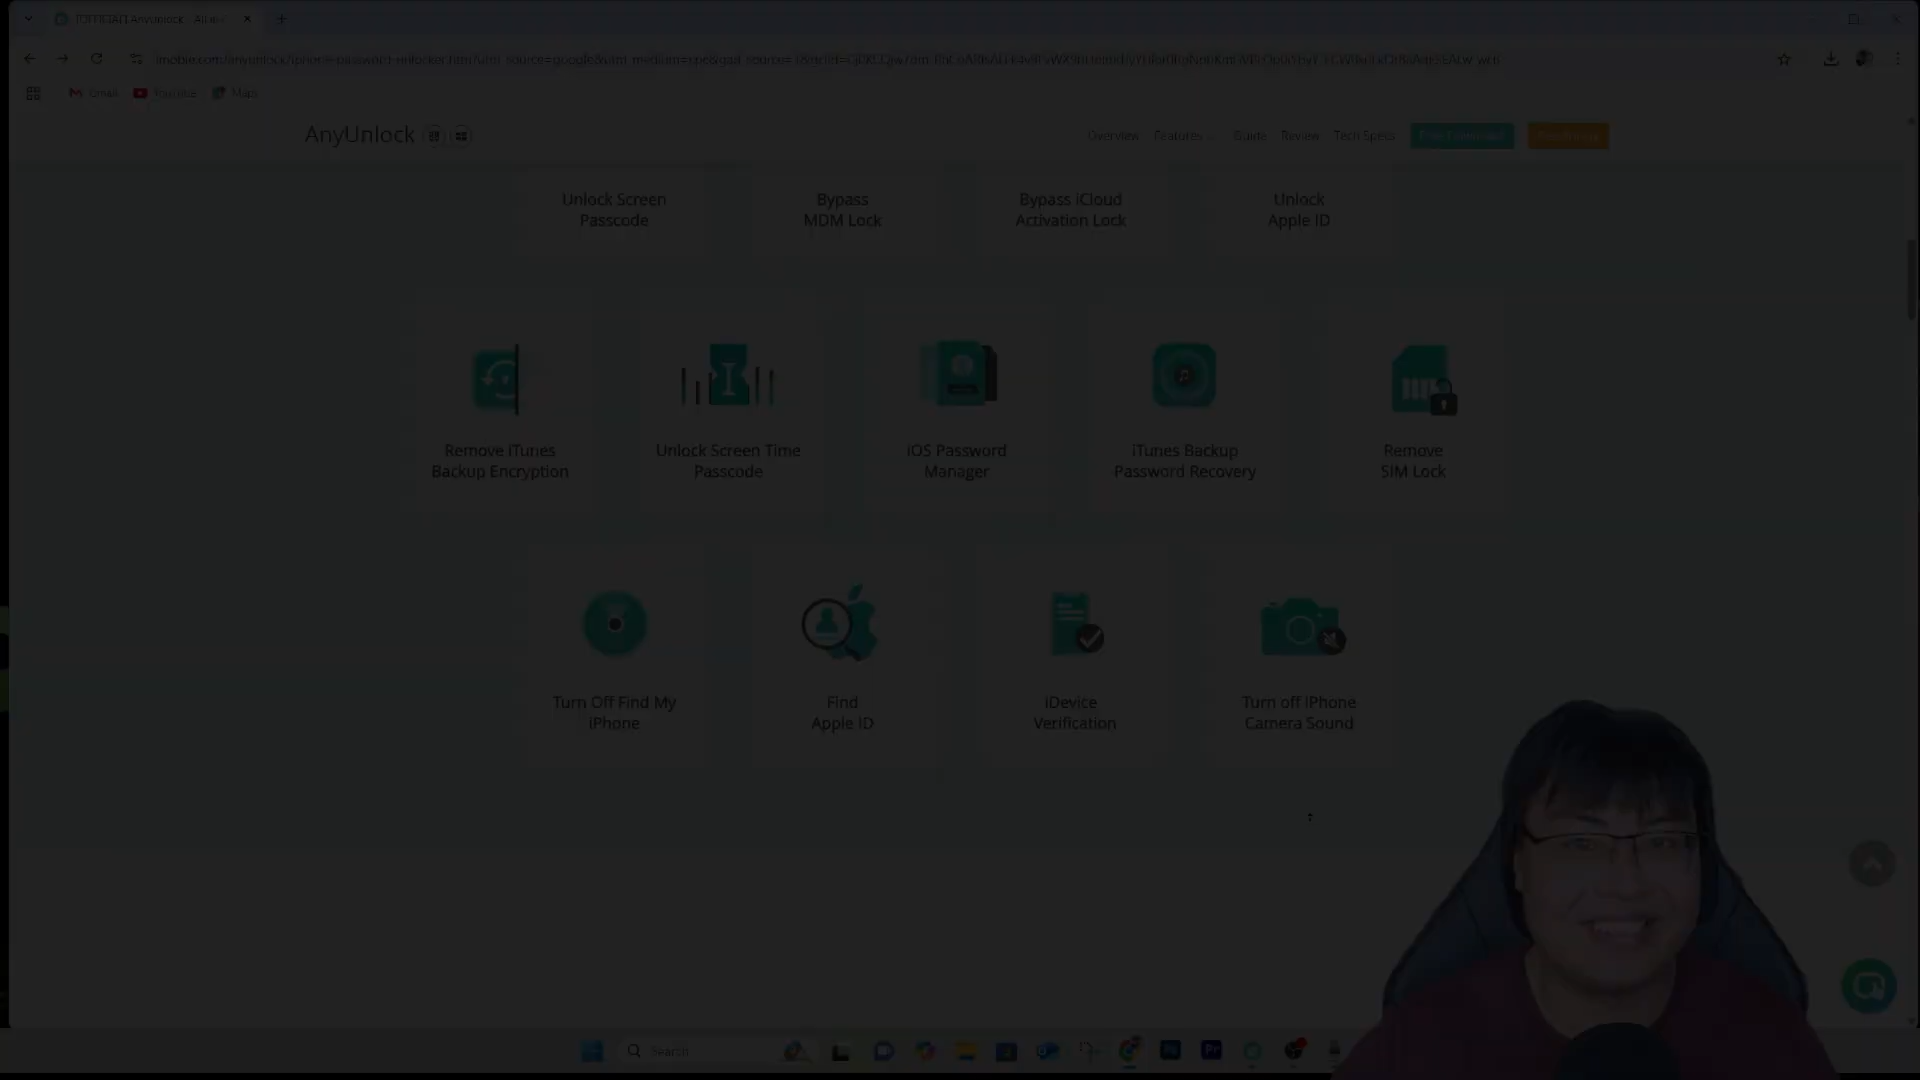 [OFFICIAL] AnyUnlock
Gmail
YouTube
Maps
AnyUnlock
Overview
Features
Guide
Review
Tech Specs
Unlock Screen
Passcode
Bypass
MDM Lock
Bypass iCloud
Activation Lock
Unlock
Apple ID
Remove iTunes
Backup Encryption
Unlock Screen Time
Passcode
iOS Password
Manager
iTunes Backup
Password Recovery
Remove
SIM Lock
Turn Off Find My
iPhone
Find
Apple ID
iDevice
Verification
Turn off iPhone
Camera Sound
Search
Pr